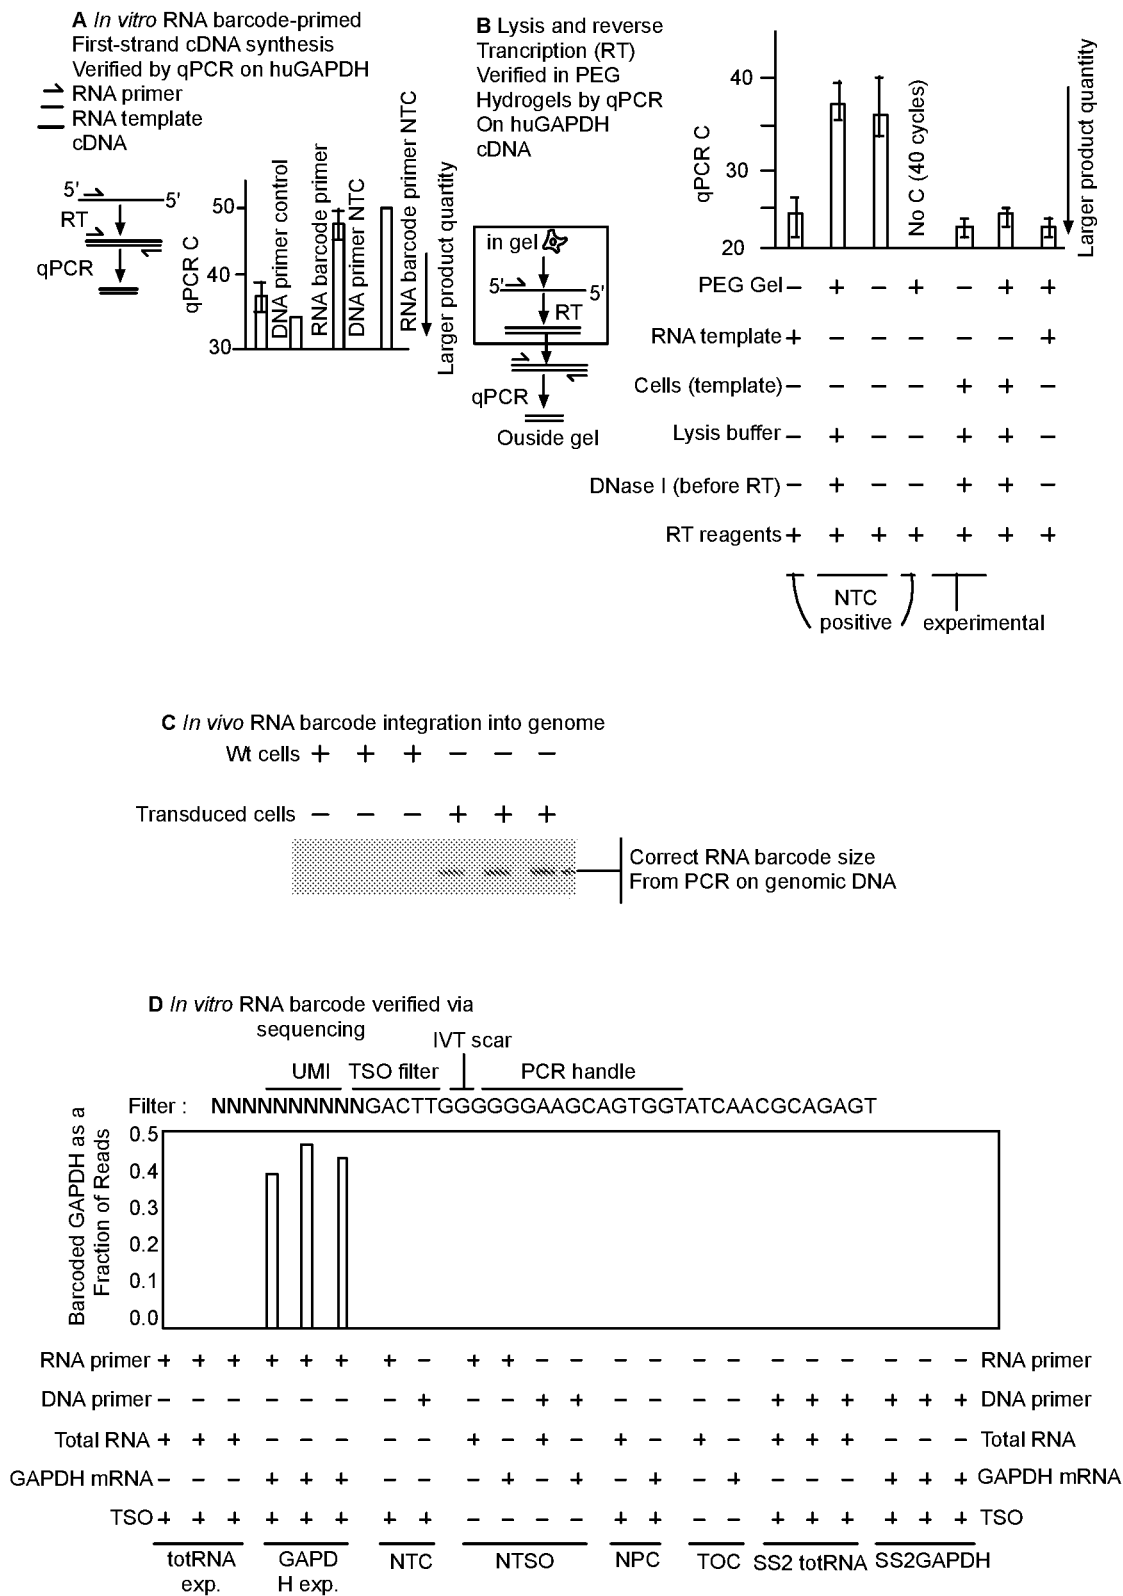 A In vitro RNA barcode-primed
First-strand cDNA synthesis
Verified by qPCR on huGAPDH
RNA primer
RNA template
cDNA
5'
5'
RT
qPCR
qPCR C
50
40
30
DNA primer control
RNA barcode primer
DNA primer NTC
RNA barcode primer NTC
Larger product quantity
B Lysis and reverse
Trancription (RT)
Verified in PEG
Hydrogels by qPCR
On huGAPDH
cDNA
in gel
5'
5'
RT
qPCR
Ouside gel
qPCR C
40
30
20
No C (40 cycles)
Larger product quantity
PEG Gel − + − + − + +
RNA template + − − − − − +
Cells (template) − − − − + + −
Lysis buffer − + − − + + −
DNase I (before RT) − + − − + + −
RT reagents + + + + + + +
NTC
positive
experimental
C In vivo RNA barcode integration into genome
Wt cells + + + − − −
Transduced cells − − − + + +
Correct RNA barcode size
From PCR on genomic DNA
D In vitro RNA barcode verified via
sequencing
IVT scar
UMI TSO filter PCR handle
Filter : NNNNNNNNNNGACTTGGGGGGAAGCAGTGGTATCAACGCAGAGT
Barcoded GAPDH as a
Fraction of Reads
0.5
0.4
0.3
0.2
0.1
0.0
RNA primer + + + + + + + − + + − − − − − − − − − − − − RNA primer
DNA primer − − − − − − − + − − + + − − − − + + + + + + DNA primer
Total RNA + + + − − − − − + − + − + − + − + + + − − − Total RNA
GAPDH mRNA − − − + + + − − − + − + − + − + − − − + + + GAPDH mRNA
TSO + + + + + + + + − − − − + + − − + + + + + + TSO
totRNA
exp.
GAPD
H exp.
NTC
NTSO
NPC
TOC
SS2 totRNA
SS2GAPDH